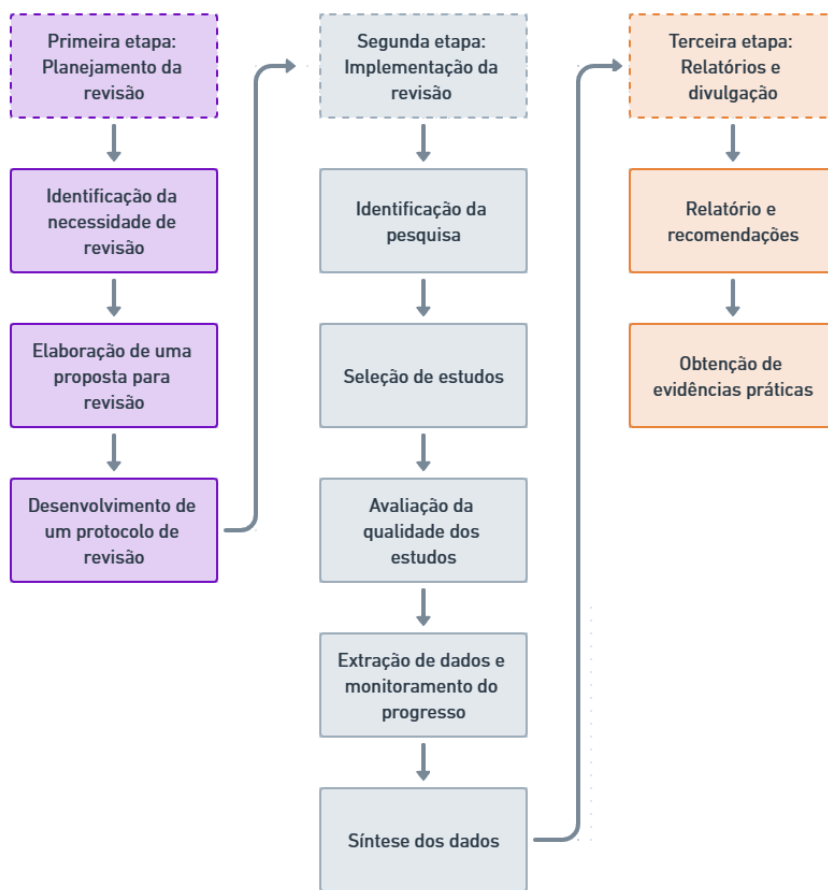 Primeira etapa:
Planejamento da
revisão
Identificação da
necessidade de
revisão
Elaboração de uma
proposta para
revisão
Desenvolvimento de
um protocolo de
revisão
Segunda etapa:
Implementação da
revisão
Identificação da
pesquisa
Seleção de estudos
Avaliação da
qualidade dos
estudos
Extração de dados e
monitoramento do
progresso
Síntese dos dados
Terceira etapa:
Relatórios e
divulgação
Relatório e
recomendações
Obtenção de
evidências práticas